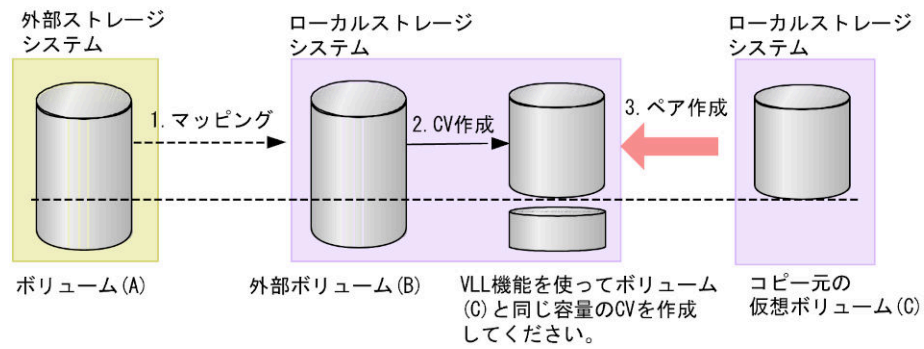 外部ストレージ
システム
ローカルストレージ
システム
ローカルストレージ
システム
1.マッピング
2.CV作成
3.ペア作成
ボリューム(A)
外部ボリューム(B)
VLL機能を使ってボリューム
(C)と同じ容量のCVを作成
してください。
コピー元の
仮想ボリューム(C)